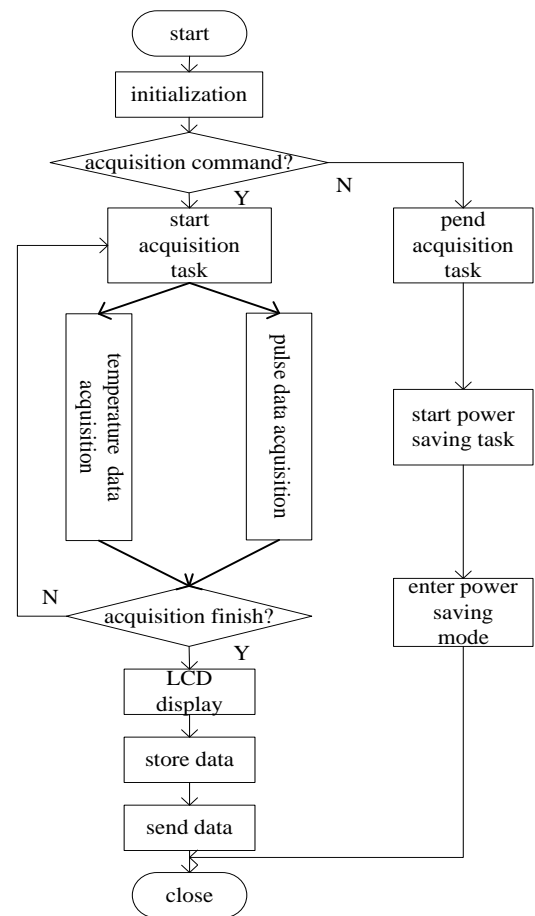 start
initialization
acquisition command?
Y
N
start
acquisition
task
pend
acquisition
task
temperature data
acquisition
pulse data acquisition
start power
saving task
N
acquisition finish?
Y
enter power
saving
mode
LCD
display
store data
send data
close